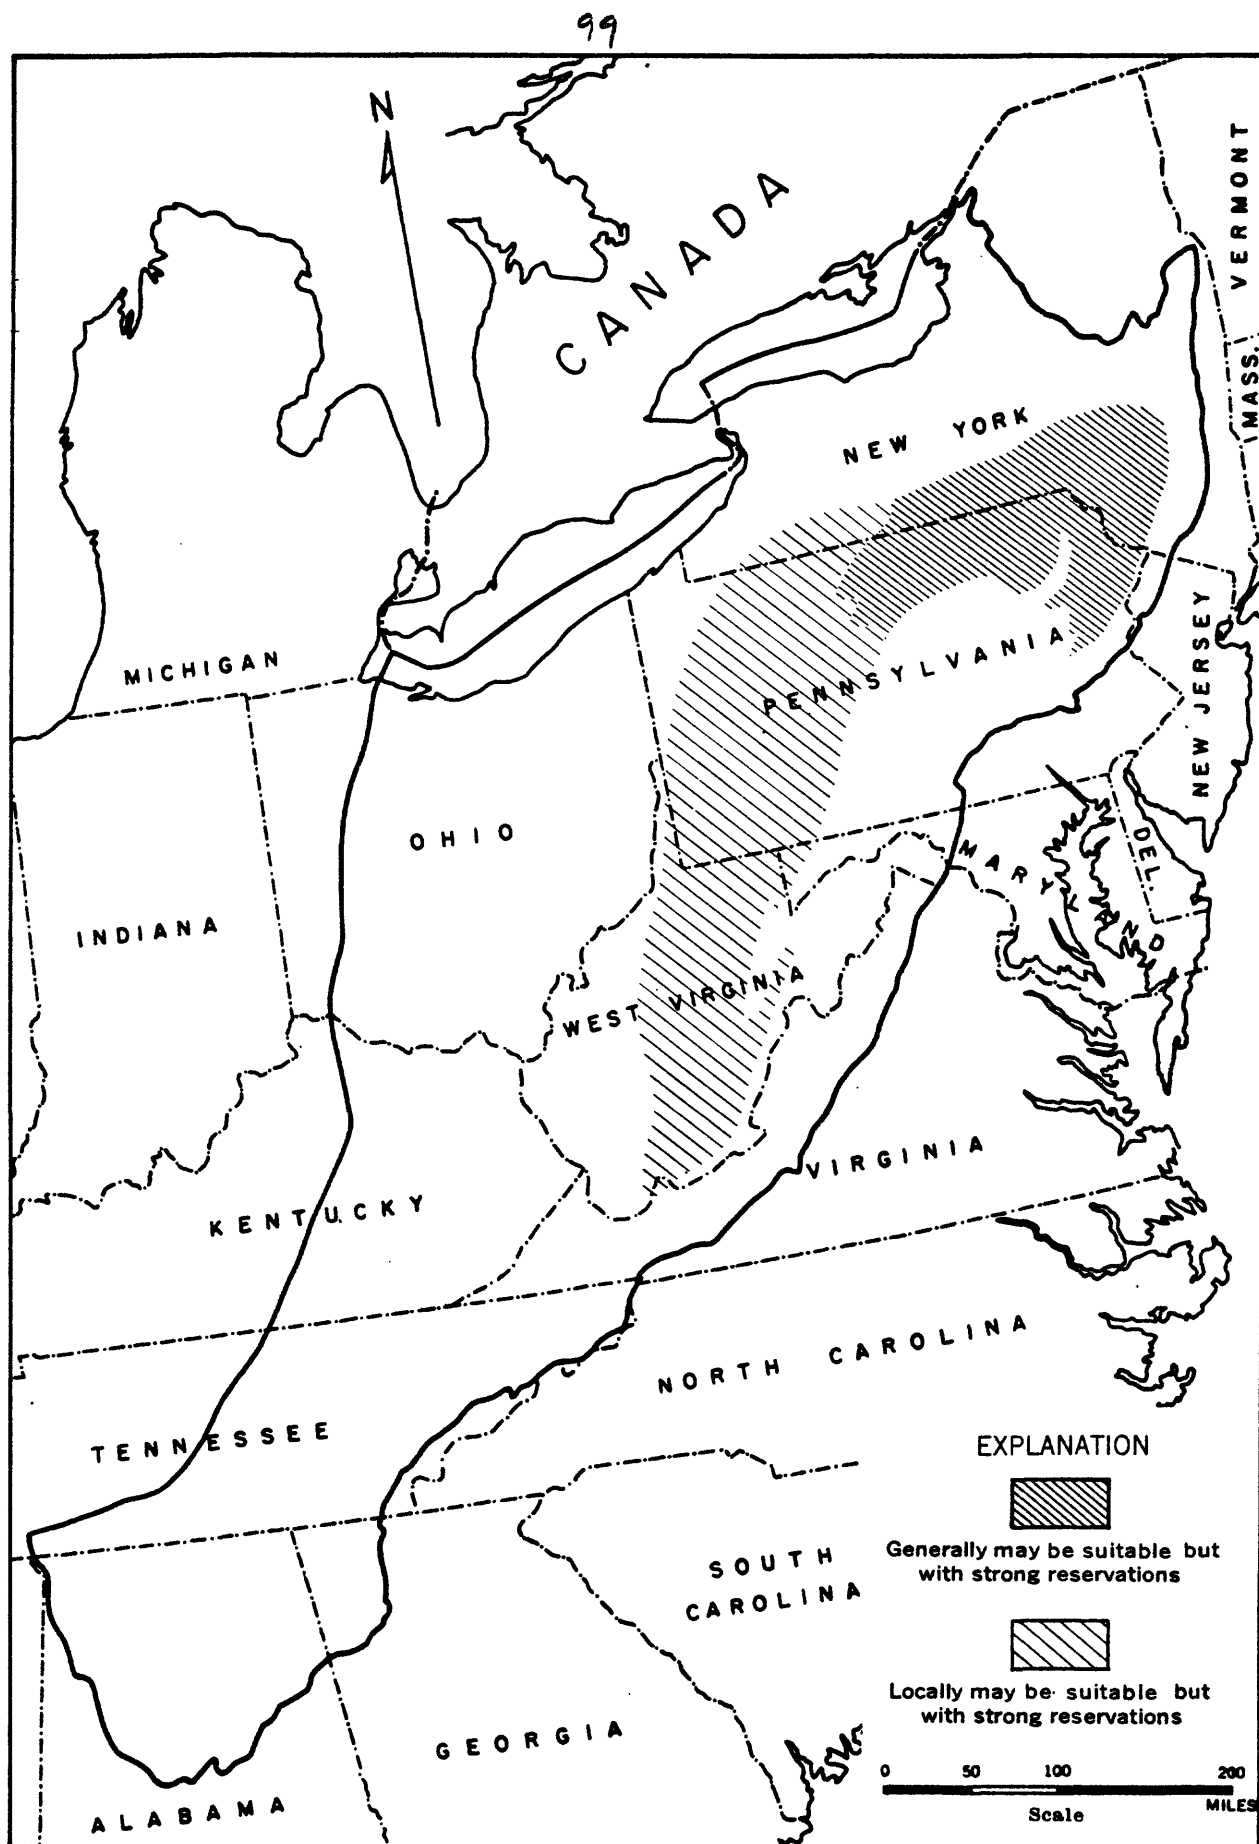 99
N
CANADA
VERMONT
MASS.
NEW YORK
MICHIGAN
PENNSYLVANIA
NEW JERSEY
OHIO
MARYLAND
DEL.
INDIANA
WEST VIRGINIA
VIRGINIA
KENTUCKY
NORTH CAROLINA
TENNESSEE
SOUTH
CAROLINA
GEORGIA
ALABAMA
EXPLANATION
Generally may be suitable but
with strong reservations
Locally may be suitable but
with strong reservations
0 50 100 200
MILES
Scale